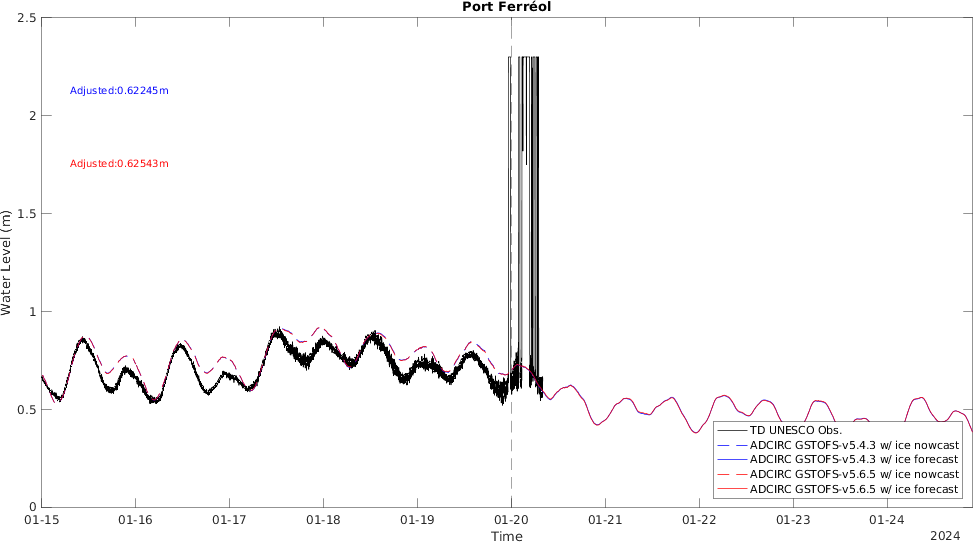 Port Ferréol
2.5
Adjusted:0.62245m
2
Adjusted:0.62543m
1.5
Water Level (m)
1
0.5
TD UNESCO Obs.
ADCIRC GSTOFS-v5.4.3 w/ ice nowcast
ADCIRC GSTOFS-v5.4.3 w/ ice forecast
ADCIRC GSTOFS-v5.6.5 w/ ice nowcast
ADCIRC GSTOFS-v5.6.5 w/ ice forecast
0
01-15 01-16 01-17 01-18 01-19 01-20 01-21 01-22 01-23 01-24
Time
2024